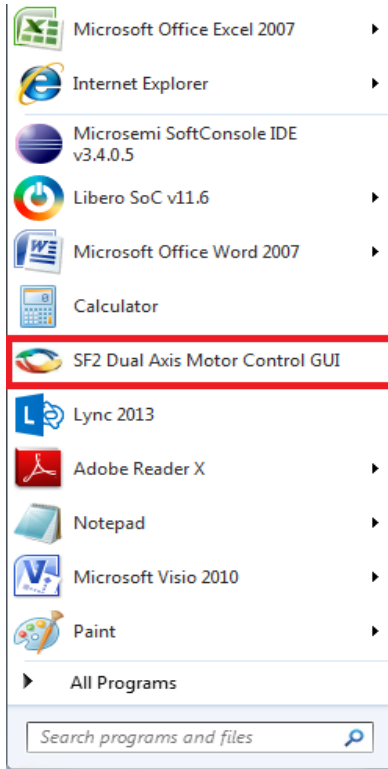 Microsoft Office Excel 2007
Internet Explorer
Microsemi SoftConsole IDE
v3.4.0.5
Libero SoC v11.6
Microsoft Office Word 2007
Calculator
SF2 Dual Axis Motor Control GUI
Lync 2013
Adobe Reader X
Notepad
Microsoft Visio 2010
Paint
All Programs
Search programs and files